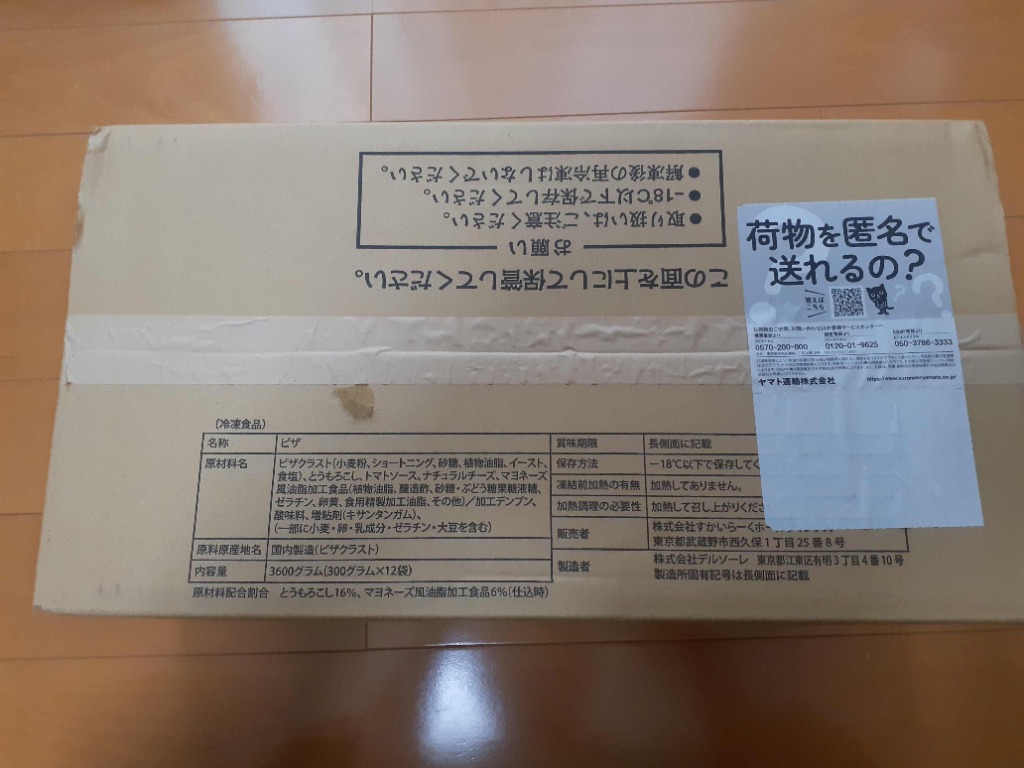 この面を上にして保管してください。
お願い
●取り扱いは、ご注意ください。
●-18℃以下で保存してください。
●解凍後の再冷凍はしないでください。
荷物を匿名で
送れるの?
答えは
こちら
0570-200-000
0120-01-9625
050-3786-3333
ヤマト運輸株式会社
https://www.kuronekoyamato.co.jp/
(冷凍食品)
名称 ピザ
原材料名 ピザクラスト(小麦粉、ショートニング、砂糖、植物油脂、イースト、
食塩)、とうもろこし、トマトソース、ナチュラルチーズ、マヨネーズ
風油脂加工食品(植物油脂、醸造酢、砂糖・ぶどう糖果糖液糖、
ゼラチン、卵黄、食用精製加工油脂、その他)/加工デンプン、
酸味料、増粘剤(キサンタンガム)、
(一部に小麦・卵・乳成分・ゼラチン・大豆を含む)
原料原産地名 国内製造(ピザクラスト)
内容量 3600グラム(300グラム×12袋)
原材料配合割合 とうもろこし16%、マヨネーズ風油脂加工食品6%(仕込時)
賞味期限 長側面に記載
保存方法 −18℃以下で保存してく
凍結前加熱の有無 加熱してありません。
加熱調理の必要性 加熱して召し上がりくださ
販売者 株式会社すかいらーくホー
東京都武蔵野市西久保1丁目25番8号
製造者 株式会社デルソーレ 東京都江東区有明3丁目4番10号
製造所固有記号は長側面に記載